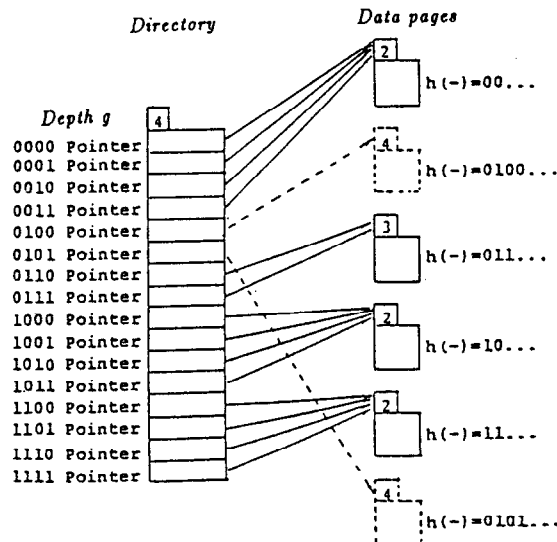 Directory
Data pages
Depth g
4
0000 Pointer
0001 Pointer
0010 Pointer
0011 Pointer
0100 Pointer
0101 Pointer
0110 Pointer
0111 Pointer
1000 Pointer
1001 Pointer
1010 Pointer
1011 Pointer
1100 Pointer
1101 Pointer
1110 Pointer
1111 Pointer
2
h(-)=00...
4
h(-)=0100...
3
h(-)=011...
2
h(-)=10...
2
h(-)=11...
4
h(-)=0101...